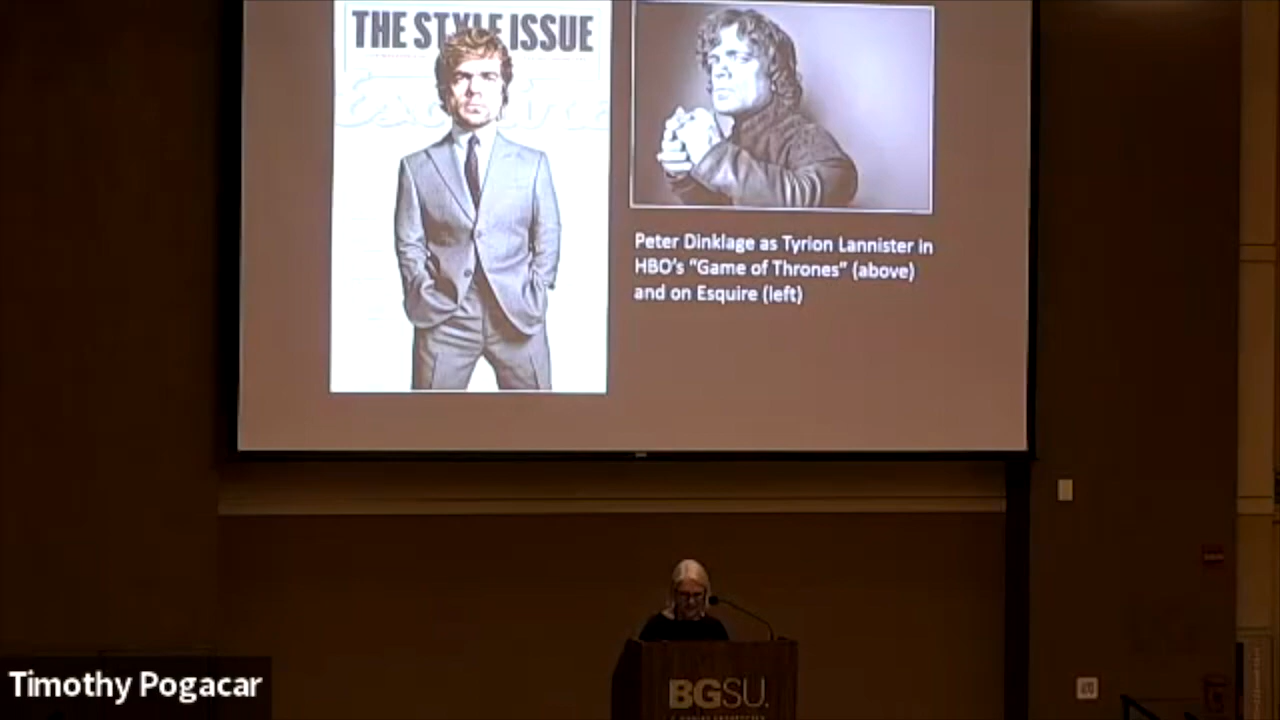 THE STYLE ISSUE
Esquire
Peter Dinklage as Tyrion Lannister in
HBO's "Game of Thrones" (above)
and on Esquire (left)
Timothy Pogacar
BGSU.